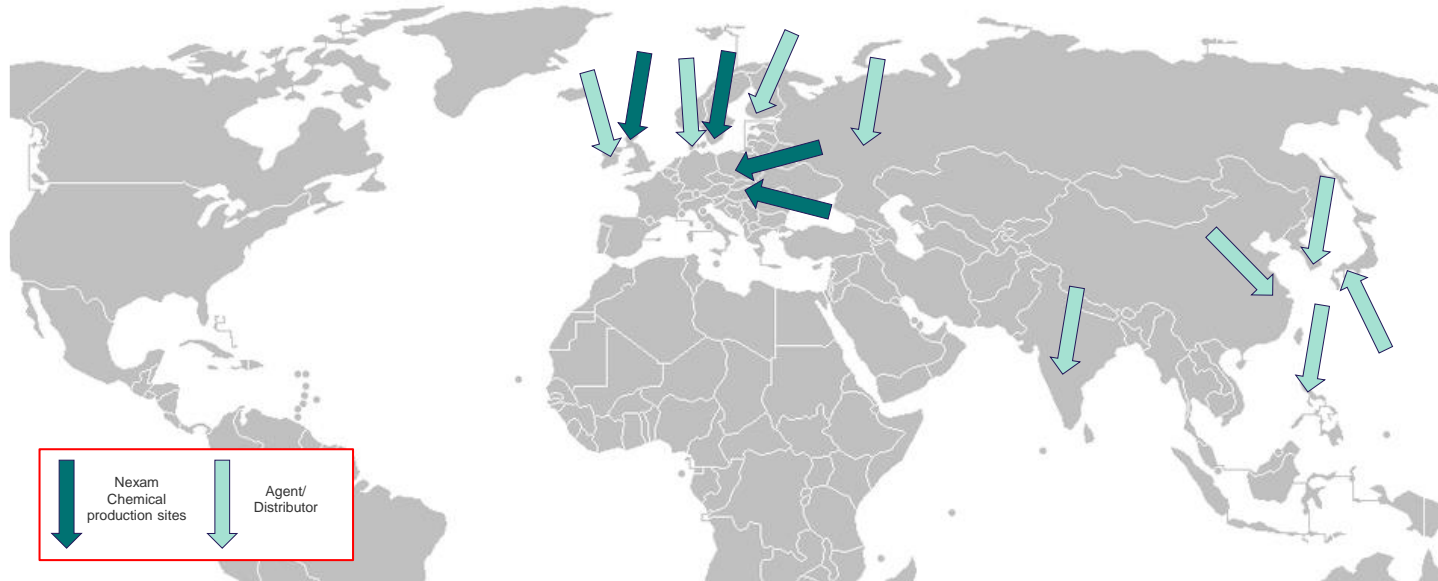 Nexam
Chemical
production sites
Agent/
Distributor